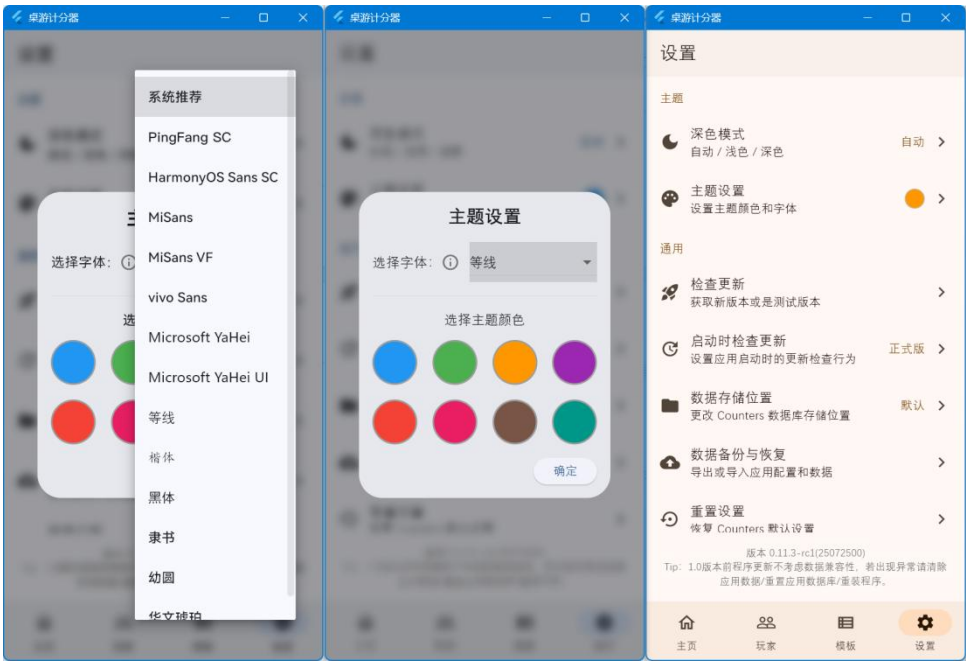 桌游计分器
系统推荐
PingFang SC
HarmonyOS Sans SC
MiSans
MiSans VF
vivo Sans
Microsoft YaHei
Microsoft YaHei UI
等线
楷体
黑体
隶书
幼圆
华文琥珀
选择字体：
选
桌游计分器
主题设置
选择字体：
等线
选择主题颜色
确定
桌游计分器
设置
主题
深色模式
自动 / 浅色 / 深色
自动
主题设置
设置主题颜色和字体
通用
检查更新
获取新版本或是测试版本
启动时检查更新
设置应用启动时的更新检查行为
正式版
数据存储位置
更改 Counters 数据库存储位置
默认
数据备份与恢复
导出或导入应用配置和数据
重置设置
恢复 Counters 默认设置
版本 0.11.3-rc1(25072500)
Tip：1.0版本前程序更新不考虑数据兼容性，若出现异常请清除
应用数据/重置应用数据库/重装程序。
主页
玩家
模板
设置